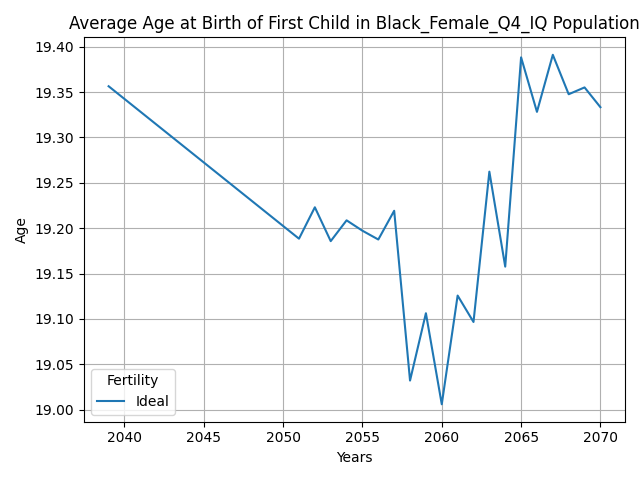 Average Age at Birth of First Child in Black_Female_Q4_IQ Population
19.40
19.35
19.30
19.25
19.20
19.15
19.10
19.05
19.00
Age
Fertility
Ideal
2040 2045 2050 2055 2060 2065 2070
Years